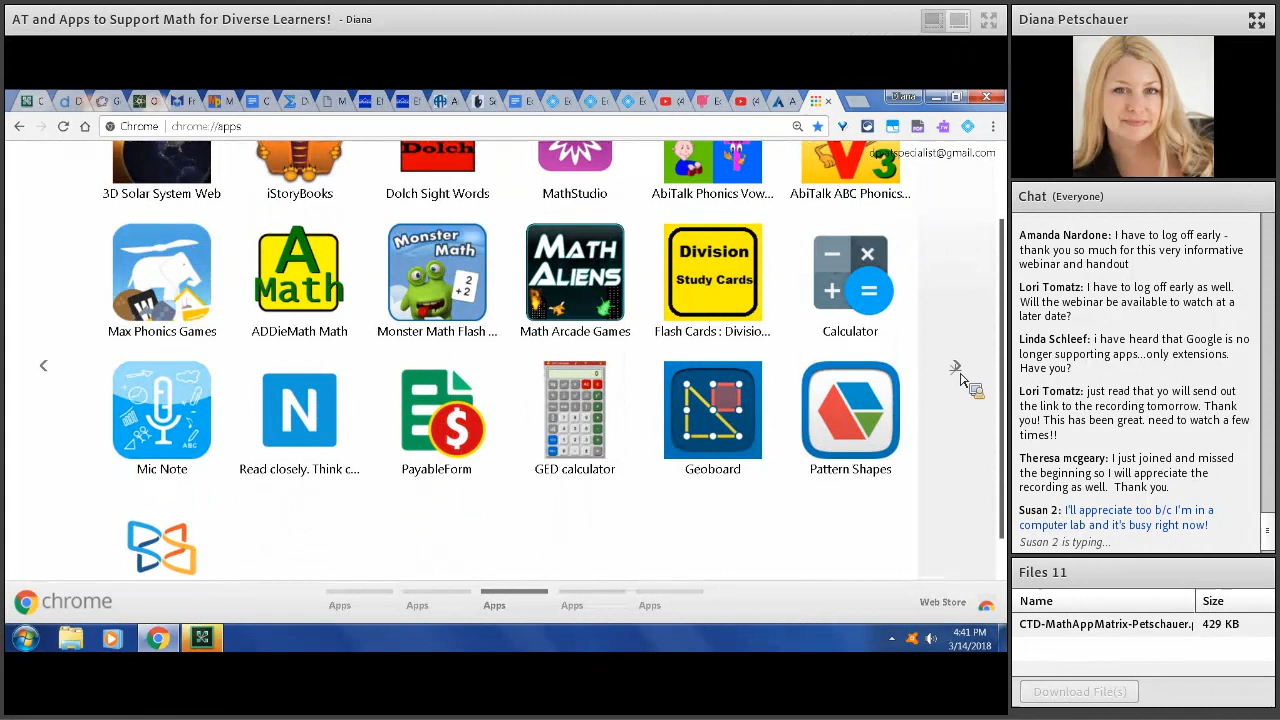 AT and Apps to Support Math for Diverse Learners! - Diana
Diana Petschauer
Diana
Chrome | chrome://apps
dpatspecialist@gmail.com
Dolch
V 3
3D Solar System Web
iStoryBooks
Dolch Sight Words
MathStudio
AbiTalk Phonics Vow...
AbiTalk ABC Phonics...
A
Math
Monster
Math
2
+2
MATH
ALIENS
Division
Study Cards
Max Phonics Games
ADDieMath Math
Monster Math Flash ...
Math Arcade Games
Flash Cards : Divisio...
Calculator
ABC
N
$
Mic Note
Read closely. Think c...
PayableForm
GED calculator
Geoboard
Pattern Shapes
chrome
Apps
Apps
Apps
Apps
Apps
Web Store
4:41 PM
3/14/2018
Chat (Everyone)
Amanda Nardone: I have to log off early -
thank you so much for this very informative
webinar and handout
Lori Tomatz: I have to log off early as well.
Will the webinar be available to watch at a
later date?
Linda Schleef: i have heard that Google is no
longer supporting apps...only extensions.
Have you?
Lori Tomatz: just read that yo will send out
the link to the recording tomorrow. Thank
you! This has been great. need to watch a few
times!!
Theresa mcgeary: I just joined and missed
the beginning so I will appreciate the
recording as well. Thank you.
Susan 2: I'll appreciate too b/c I'm in a
computer lab and it's busy right now!
Susan 2 is typing...
Files 11
Name
Size
CTD-MathAppMatrix-Petschauer.p
429 KB
Download File(s)